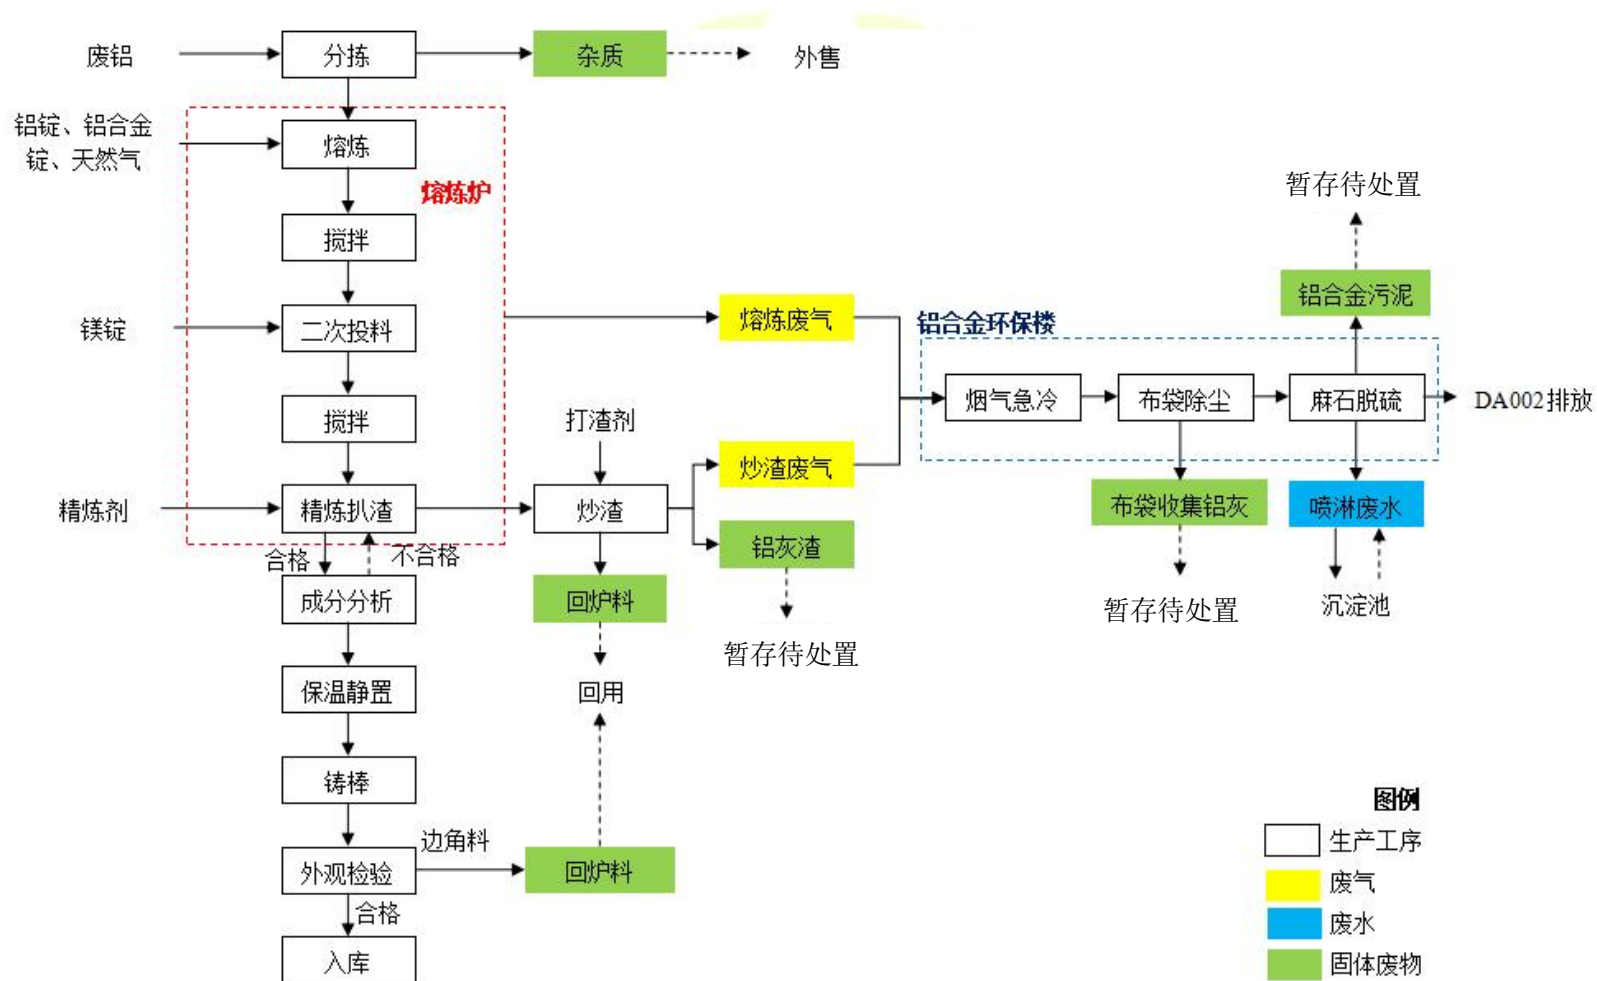 废铝
分拣
杂质
外售
铝锭、铝合金
锭、天然气
熔炼
熔炼炉
搅拌
镁锭
二次投料
搅拌
精炼剂
精炼扒渣
合格
不合格
成分分析
保温静置
铸棒
外观检验
边角料
回炉料
合格
入库
打渣剂
炒渣
回炉料
回用
熔炼废气
炒渣废气
铝灰渣
暂存待处置
铝合金环保楼
烟气急冷
布袋除尘
麻石脱硫
DA002排放
暂存待处置
铝合金污泥
布袋收集铝灰
暂存待处置
喷淋废水
沉淀池
图例
生产工序
废气
废水
固体废物